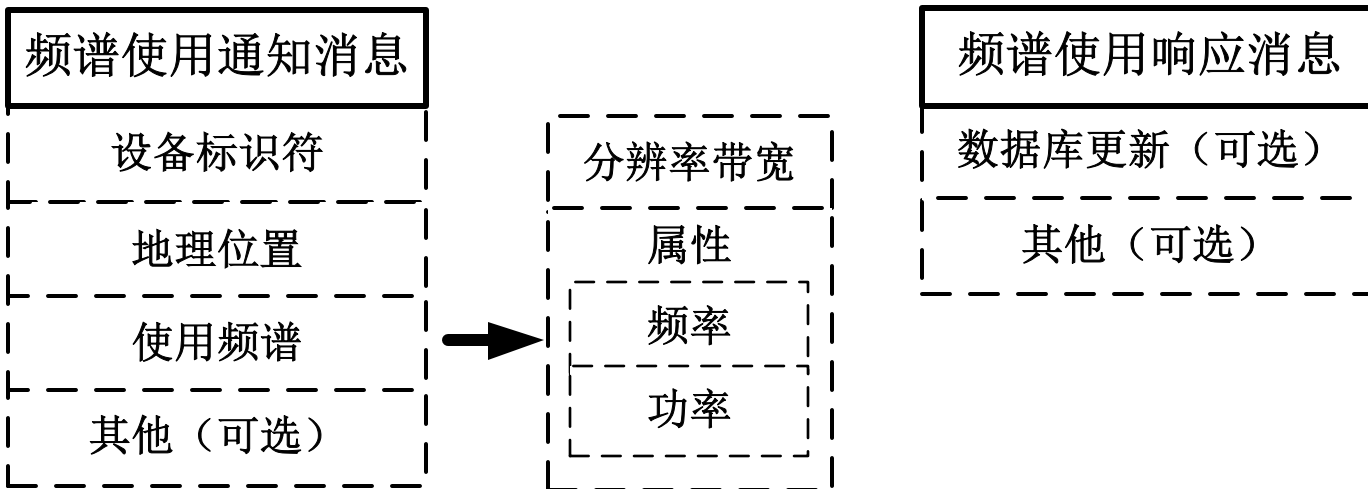 频谱使用通知消息
设备标识符
地理位置
使用频谱
其他（可选）
分辨率带宽
属性
频率
功率
频谱使用响应消息
数据库更新（可选）
其他（可选）